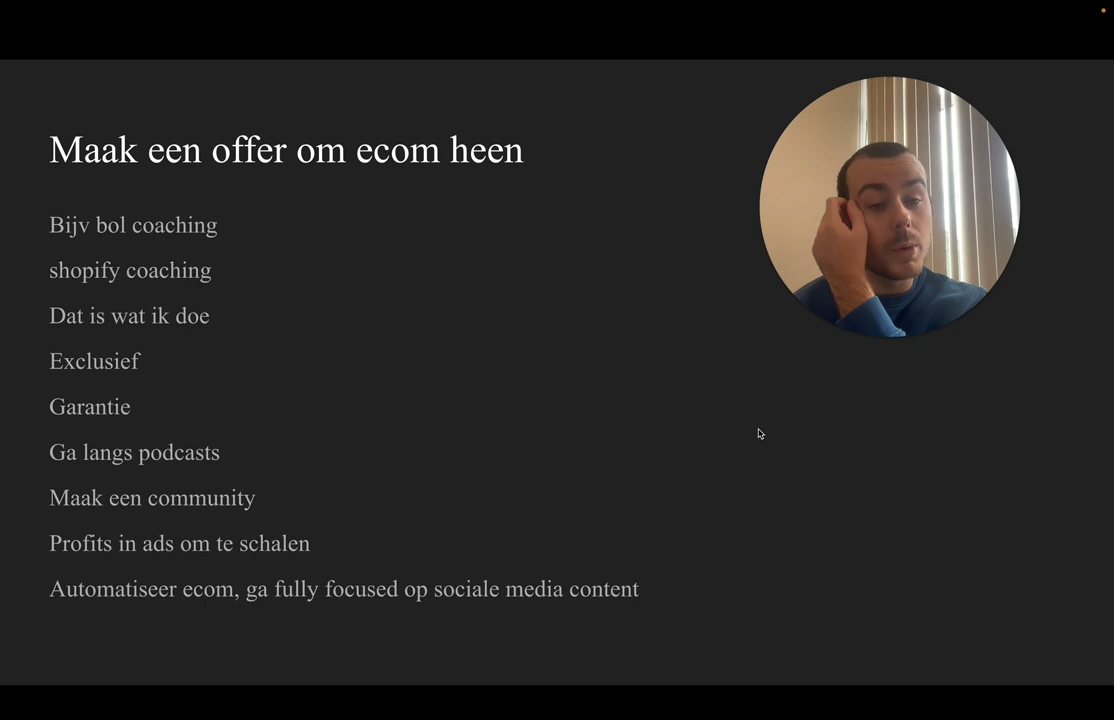 Maak een offer om ecom heen
Bijv bol coaching
shopify coaching
Dat is wat ik doe
Exclusief
Garantie
Ga langs podcasts
Maak een community
Profits in ads om te schalen
Automatiseer ecom, ga fully focused op sociale media content